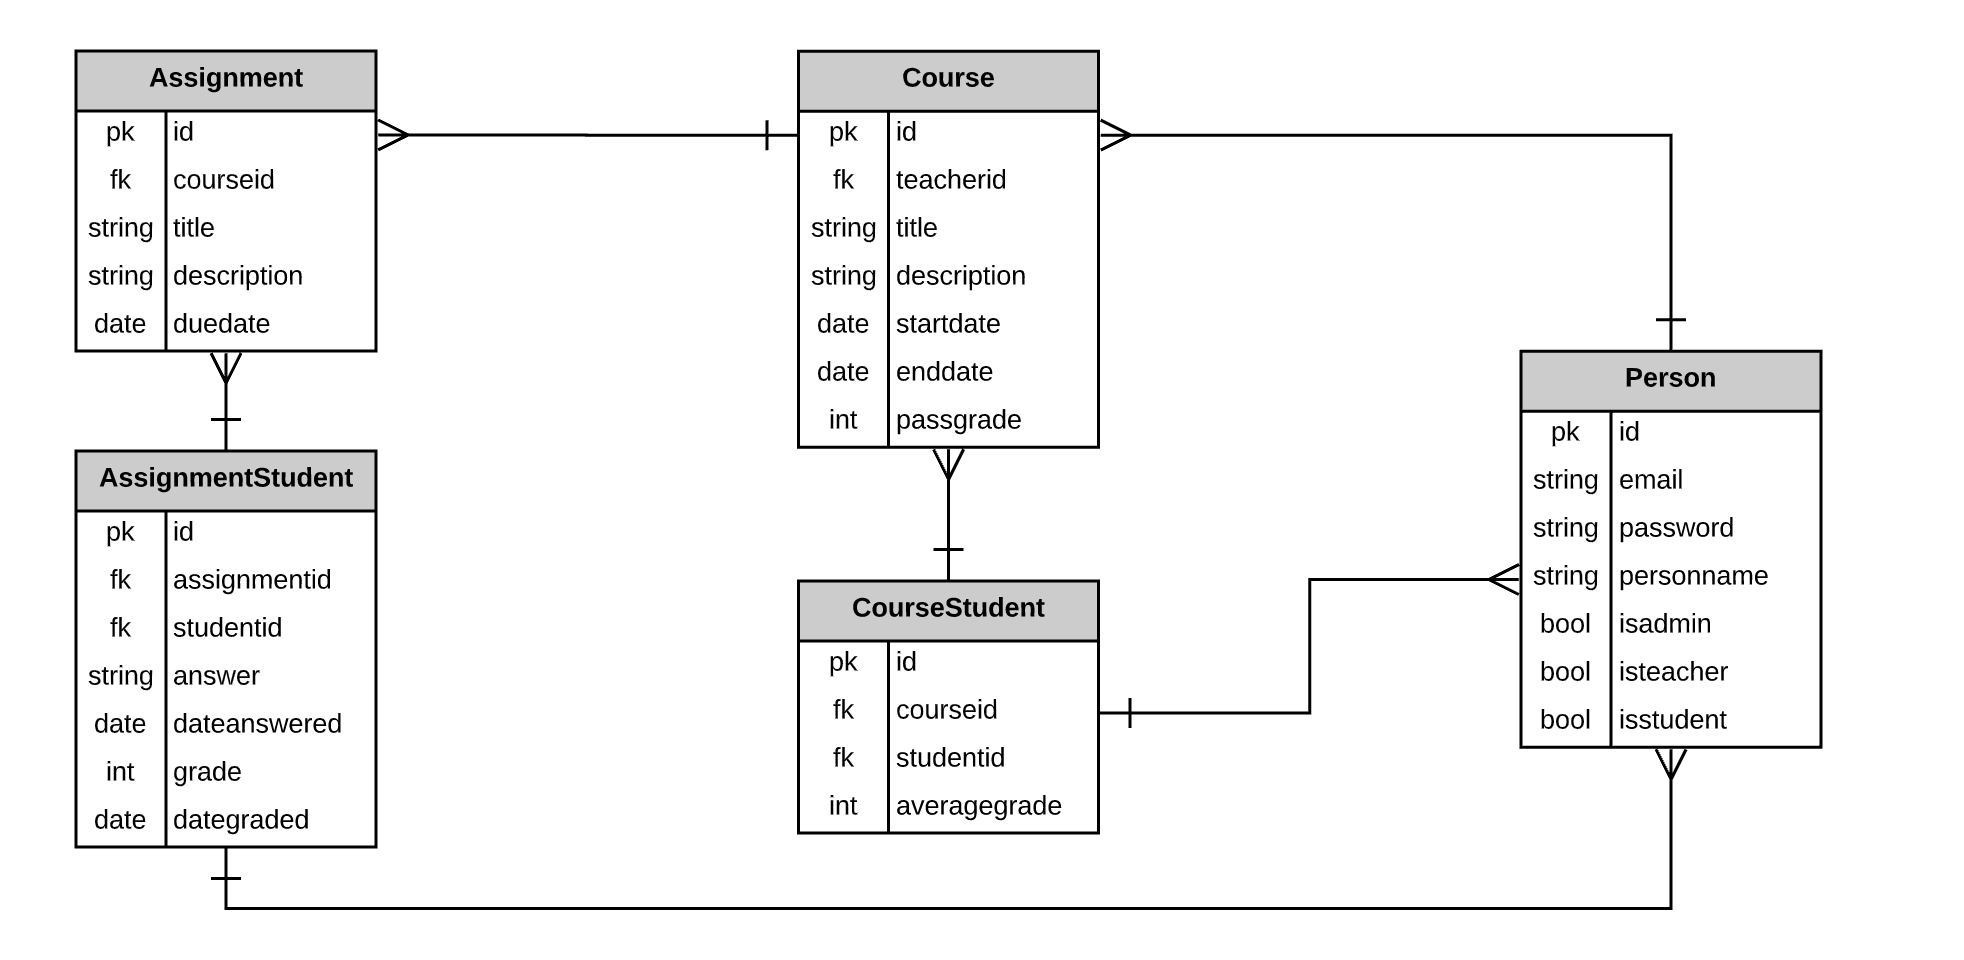 Assignment
pk id
fk courseid
string title
string description
date duedate
Course
pk id
fk teacherid
string title
string description
date startdate
date enddate
int passgrade
Person
pk id
string email
string password
string personname
bool isadmin
bool isteacher
bool isstudent
AssignmentStudent
pk id
fk assignmentid
fk studentid
string answer
date dateanswered
int grade
date dategraded
CourseStudent
pk id
fk courseid
fk studentid
int averagegrade